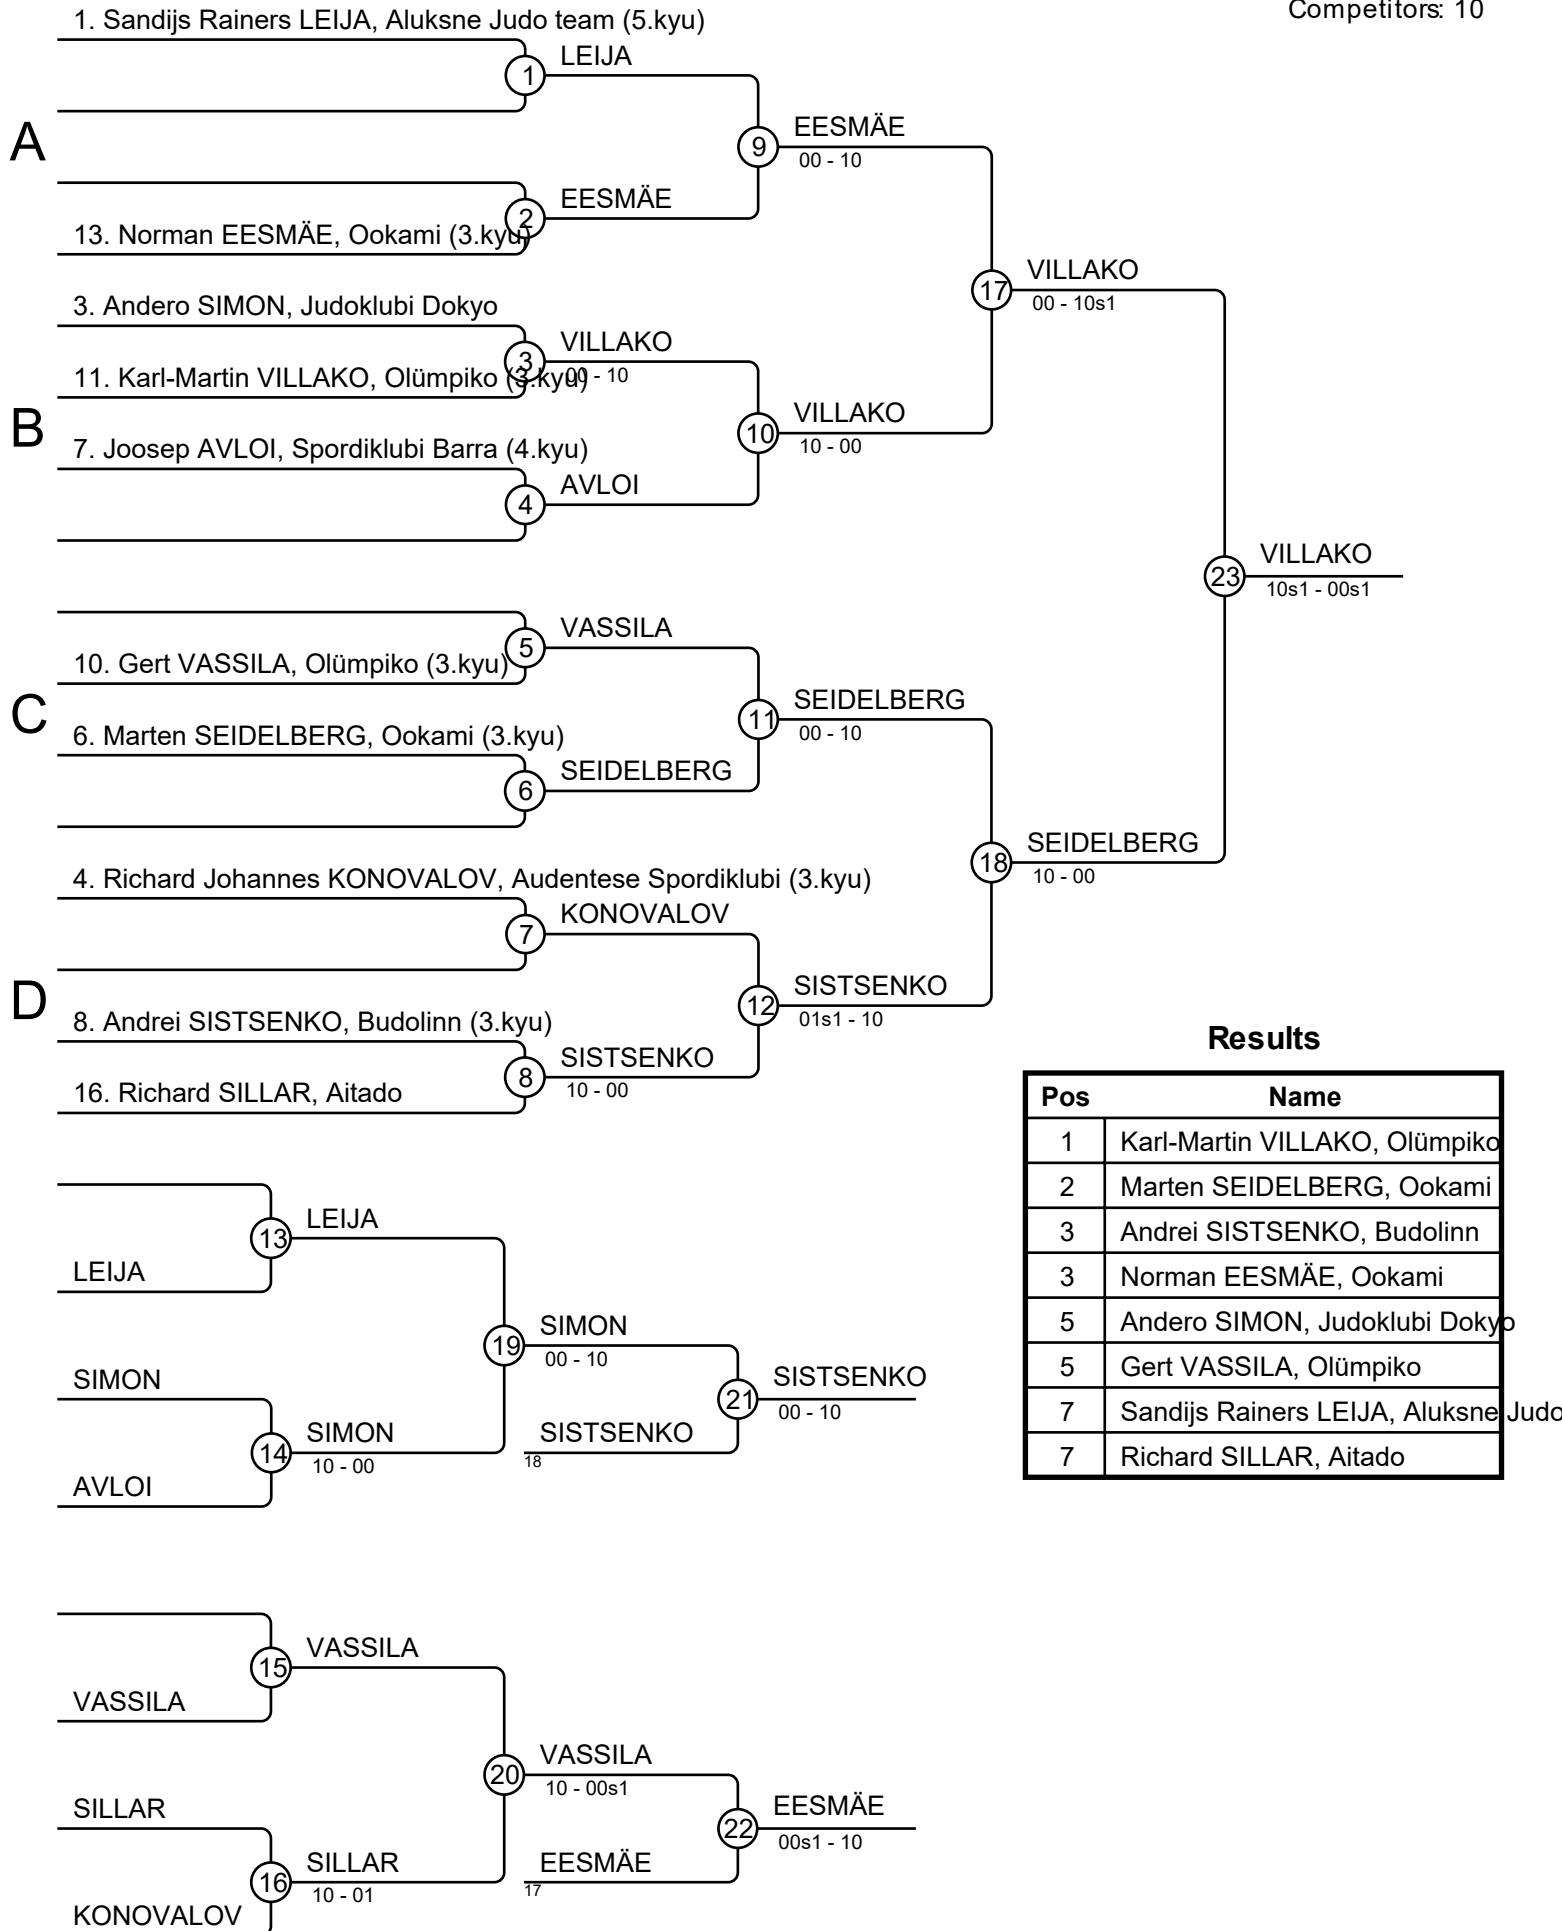 Competitors: 10
1. Sandijs Rainers LEIJA, Aluksne Judo team (5.kyu)
1
LEIJA
A
9
EESMÄE
00 - 10
2
EESMÄE
13. Norman EESMÄE, Ookami (3.kyu)
17
VILLAKO
00 - 10s1
3. Andero SIMON, Judoklubi Dokyo
3
VILLAKO
00 - 10
11. Karl-Martin VILLAKO, Olümpiko (3.kyu)
B
10
VILLAKO
10 - 00
7. Joosep AVLOI, Spordiklubi Barra (4.kyu)
4
AVLOI
23
VILLAKO
10s1 - 00s1
5
VASSILA
10. Gert VASSILA, Olümpiko (3.kyu)
C
11
SEIDELBERG
00 - 10
6. Marten SEIDELBERG, Ookami (3.kyu)
6
SEIDELBERG
18
SEIDELBERG
10 - 00
4. Richard Johannes KONOVALOV, Audentese Spordiklubi (3.kyu)
7
KONOVALOV
D
12
SISTSENKO
01s1 - 10
8. Andrei SISTSENKO, Budolinn (3.kyu)
8
SISTSENKO
10 - 00
16. Richard SILLAR, Aitado
Results
Pos Name
1 Karl-Martin VILLAKO, Olümpiko
2 Marten SEIDELBERG, Ookami
3 Andrei SISTSENKO, Budolinn
3 Norman EESMÄE, Ookami
5 Andero SIMON, Judoklubi Dokyo
5 Gert VASSILA, Olümpiko
7 Sandijs Rainers LEIJA, Aluksne Judo
7 Richard SILLAR, Aitado
13
LEIJA
LEIJA
19
SIMON
00 - 10
SIMON
14
SIMON
10 - 00
AVLOI
21
SISTSENKO
00 - 10
SISTSENKO
18
15
VASSILA
VASSILA
20
VASSILA
10 - 00s1
SILLAR
16
SILLAR
10 - 01
KONOVALOV
22
EESMÄE
00s1 - 10
EESMÄE
17